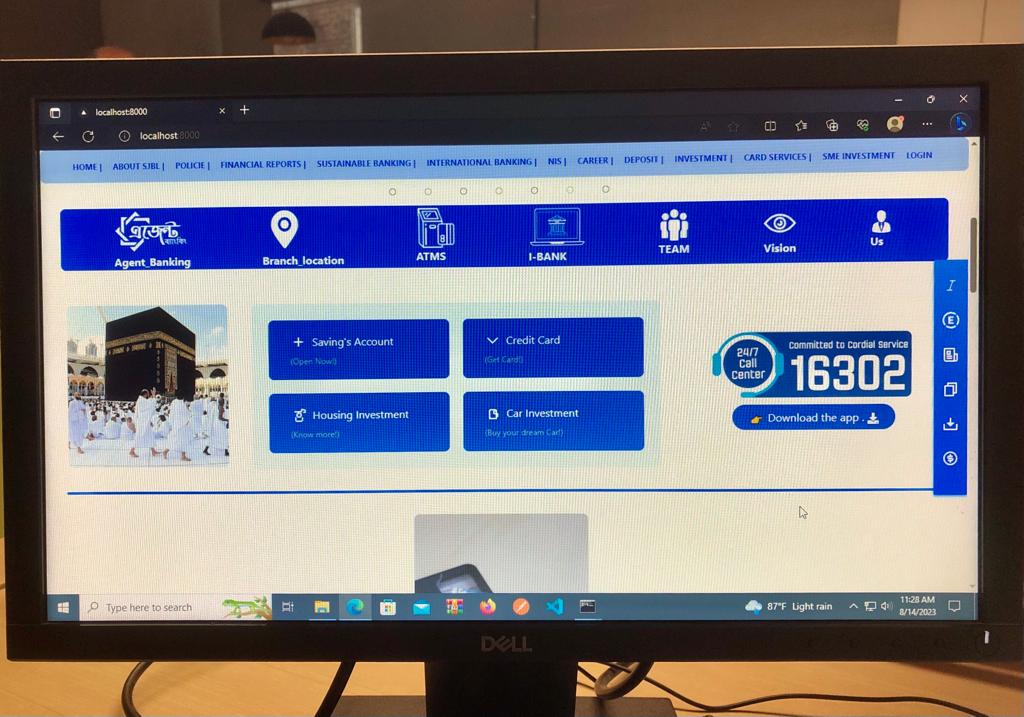 localhost:8000
localhost:8000
HOME | ABOUT SJBL | POLICIE | FINANCIAL REPORTS | SUSTAINABLE BANKING | INTERNATIONAL BANKING | NIS | CAREER | DEPOSIT | INVESTMENT | CARD SERVICES | SME INVESTMENT LOGIN
এজেন্ট
ব্যাংকিং
Agent_Banking Branch_location ATMS I-BANK TEAM Vision Us
Saving's Account
(Open Now!)
Credit Card
(Get Card!)
Housing Investment
(Know more!)
Car Investment
(Buy your dream Car!)
24/7
Call
Center
Committed to Cordial Service
16302
Download the app .
Type here to search
87°F Light rain
11:28 AM
8/14/2023
DELL